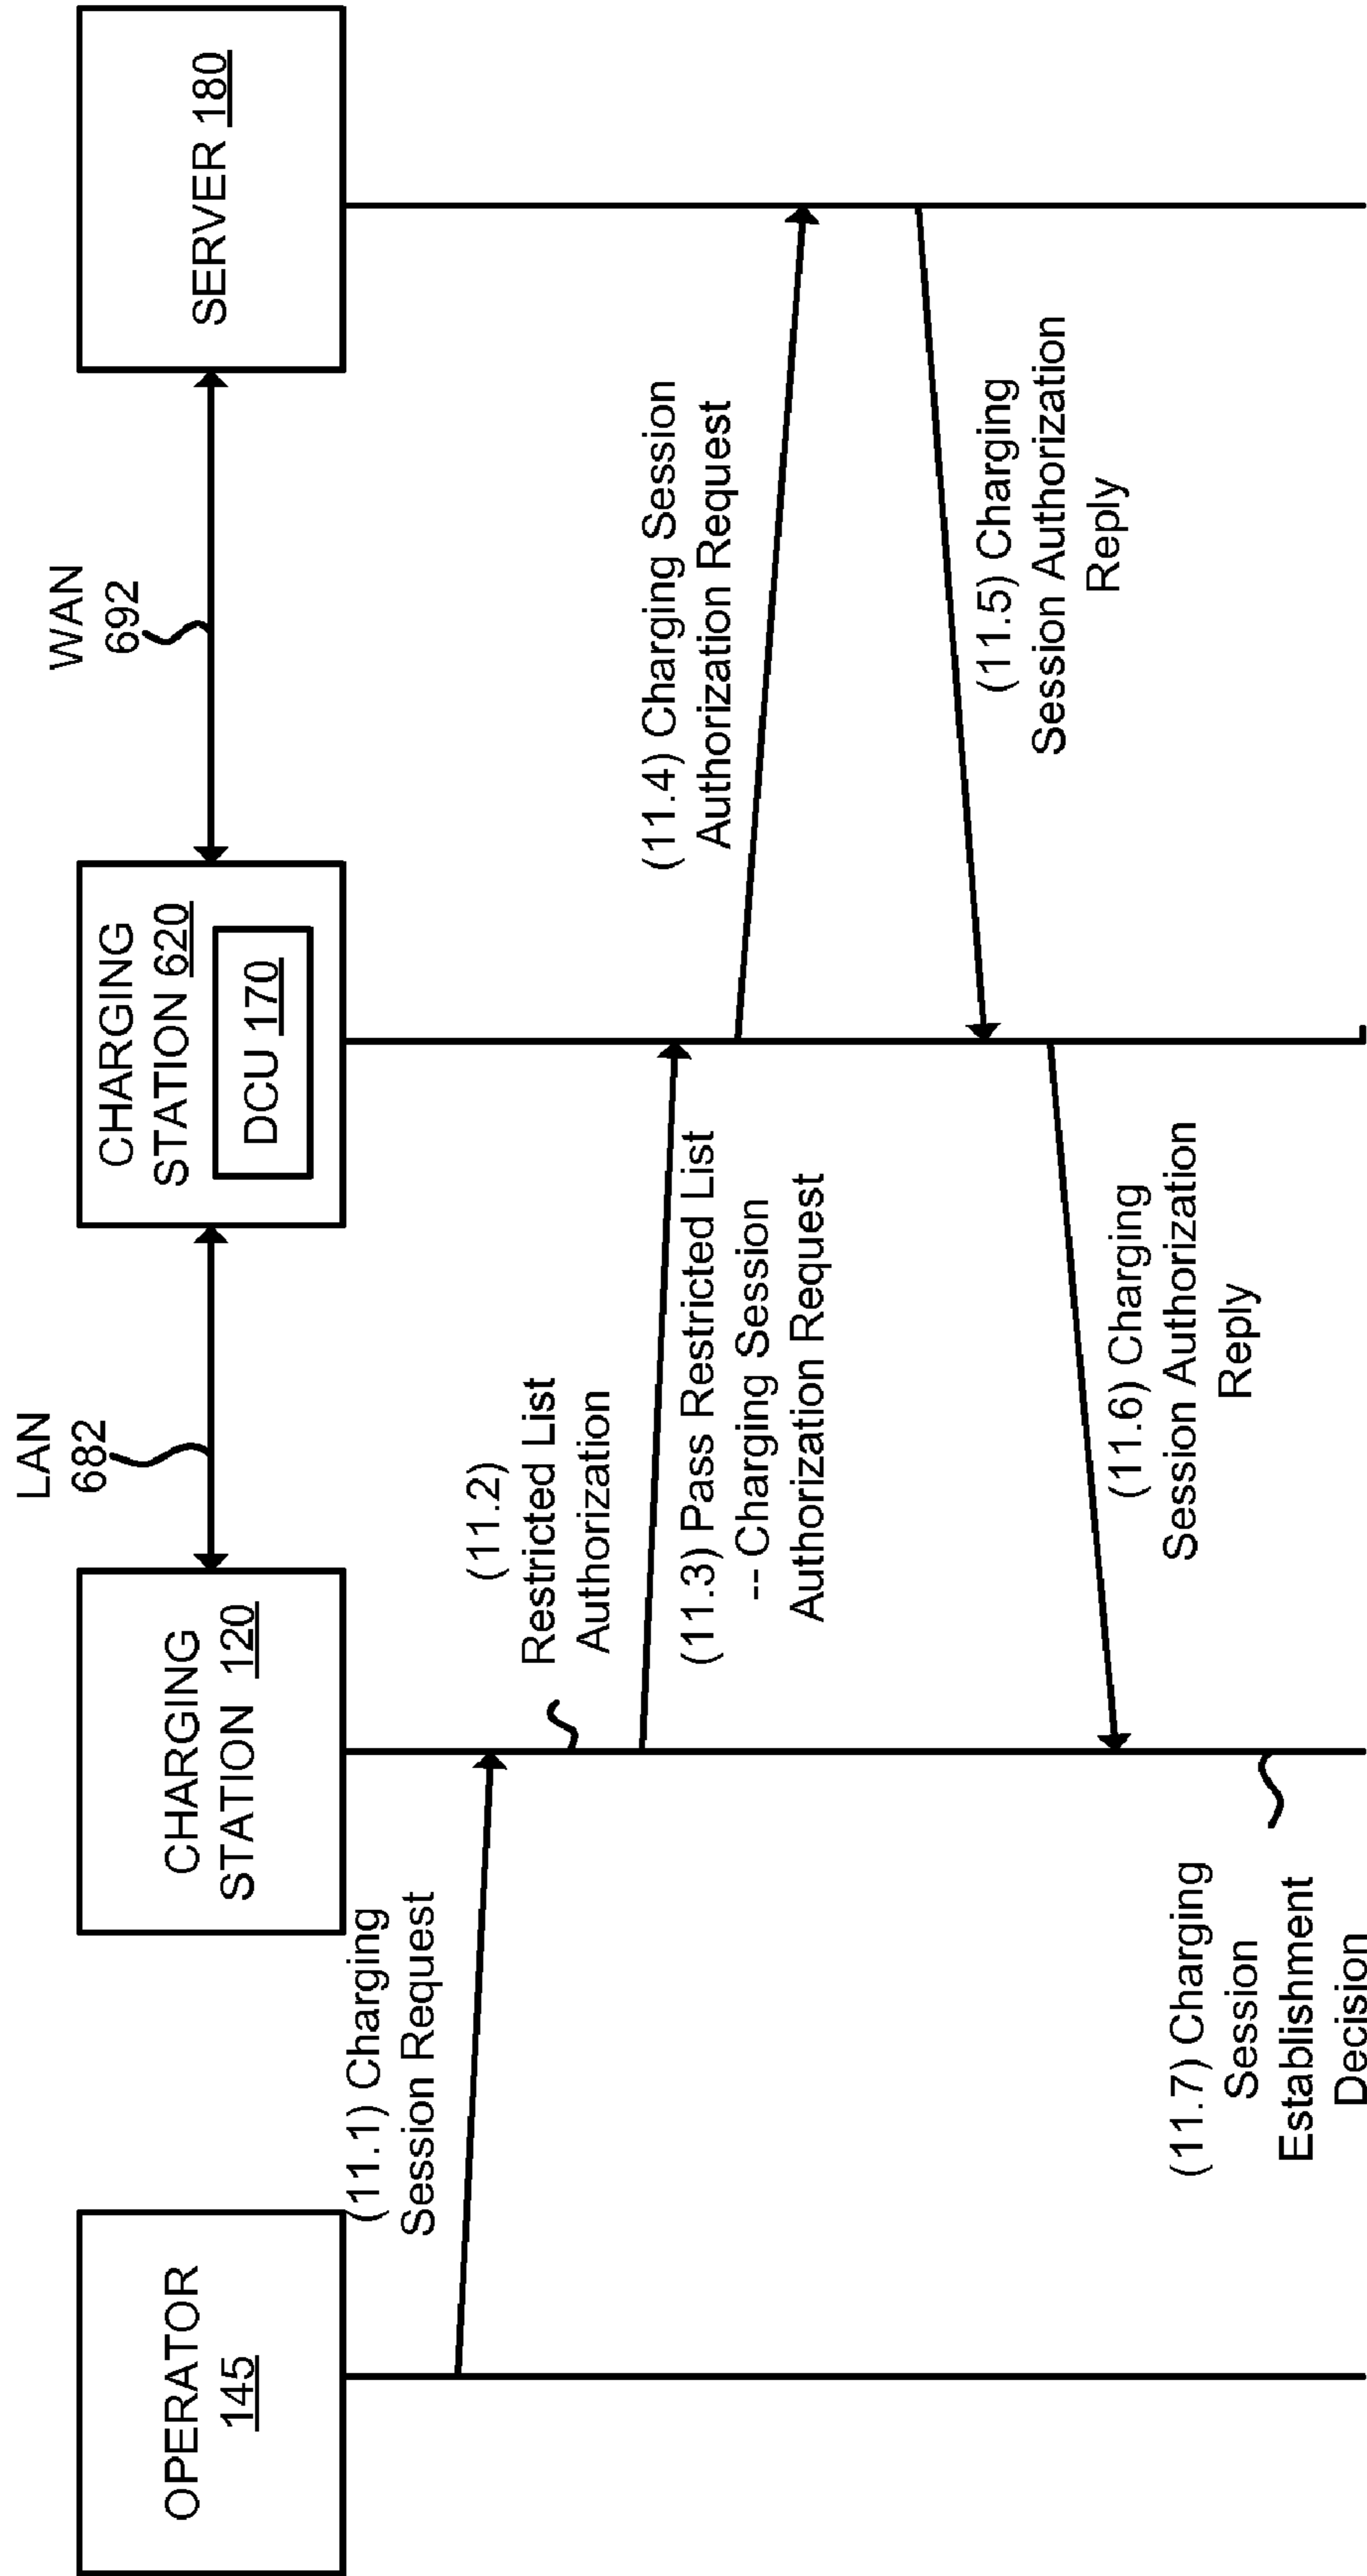 OPERATOR
145
CHARGING
STATION 120
LAN
682
CHARGING
STATION 620
DCU 170
WAN
692
SERVER 180
(11.1) Charging
Session Request
(11.2)
Restricted List
Authorization
(11.3) Pass Restricted List
-- Charging Session
Authorization Request
(11.4) Charging Session
Authorization Request
(11.5) Charging
Session Authorization
Reply
(11.6) Charging
Session Authorization
Reply
(11.7) Charging
Session
Establishment
Decision